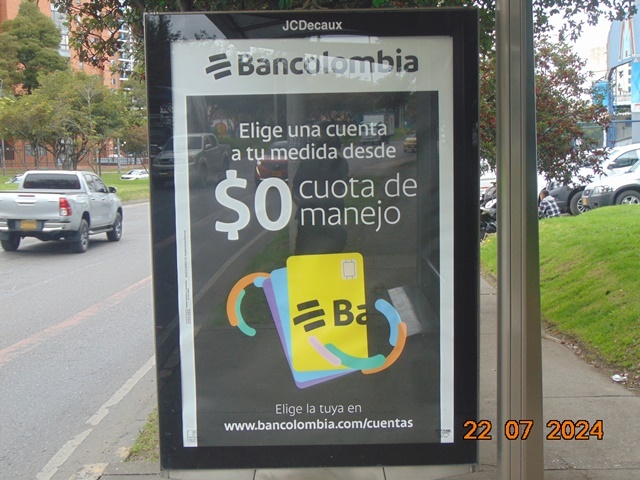 JCDecaux
Bancolombia
Elige una cuenta
a tu medida desde
$0 cuota de
manejo
Ba
Elige la tuya en
www.bancolombia.com/cuentas
22 07 2024